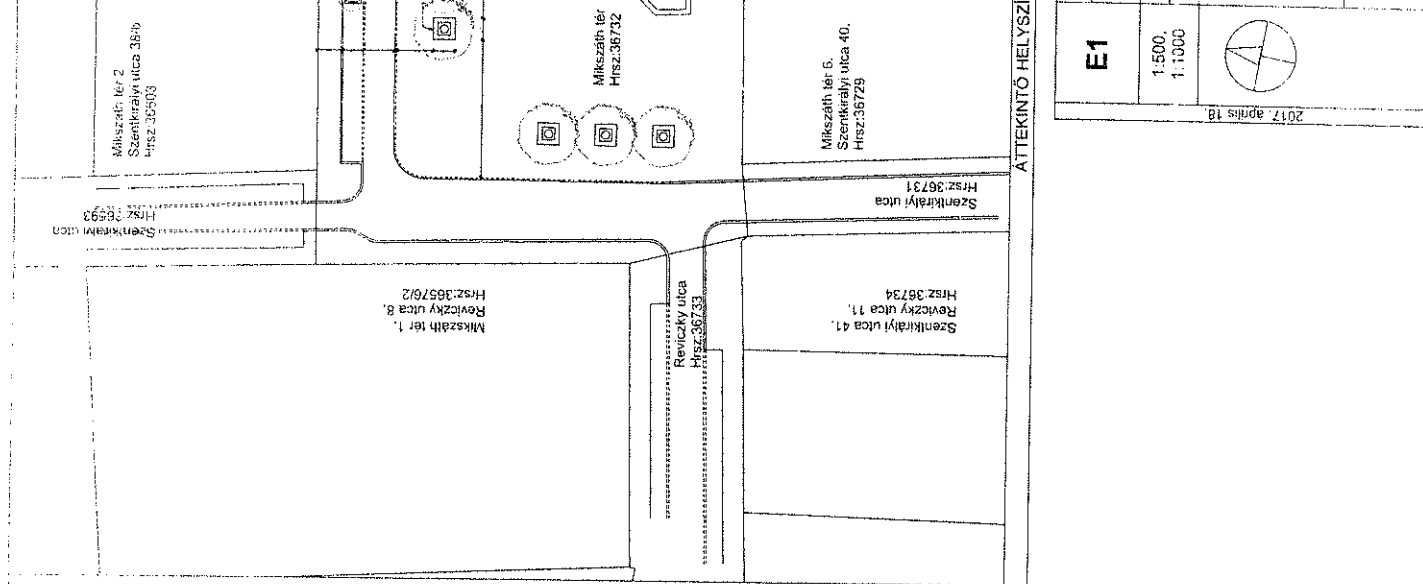 Mikszáth tér 2
Szentkirályi utca 38/b
Hrsz:36503
Szentkirályi utca
Hrsz:36593
Mikszáth tér
Hrsz:36732
Mikszáth tér 1.
Reviczky utca 8.
Hrsz:36576/2
Reviczky utca
Hrsz:36733
Mikszáth tér 6.
Szentkirályi utca 40.
Hrsz:36729
Szentkirályi utca
Hrsz:36731
Szentkirályi utca 41.
Reviczky utca 11.
Hrsz:36734
ÁTTEKINTŐ
E1
1:500,
1:1000
2017. április 18.